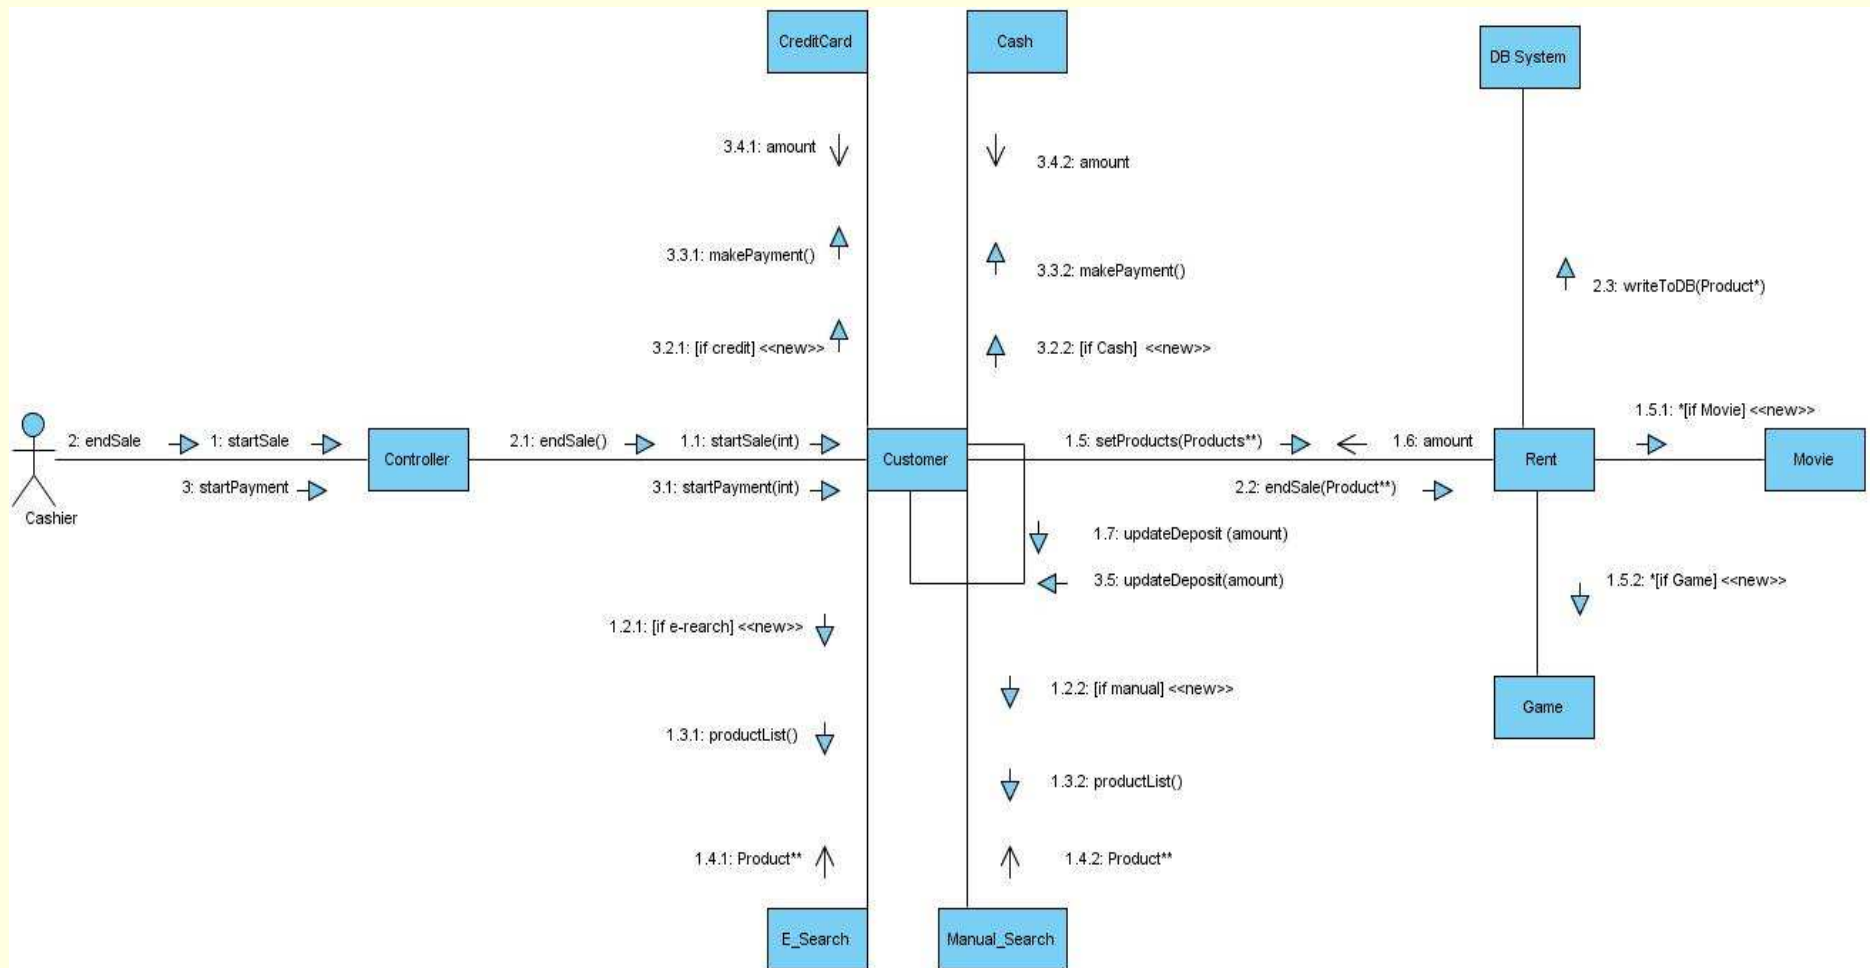 CreditCard
Cash
DB System
3.4.1: amount
3.4.2: amount
3.3.1: makePayment()
3.3.2: makePayment()
2.3: writeToDB(Product*)
3.2.1: [if credit] <<new>>
3.2.2: [if Cash] <<new>>
1.5.1: *[if Movie] <<new>>
2: endSale
1: startSale
2.1: endSale()
1.1: startSale(int)
1.5: setProducts(Products**)
1.6: amount
Controller
Customer
Rent
Movie
3: startPayment
3.1: startPayment(int)
2.2: endSale(Product**)
Cashier
1.7: updateDeposit (amount)
3.5: updateDeposit(amount)
1.5.2: *[if Game] <<new>>
1.2.1: [if e-rearch] <<new>>
1.2.2: [if manual] <<new>>
Game
1.3.1: productList()
1.3.2: productList()
1.4.1: Product**
1.4.2: Product**
E_Search
Manual_Search